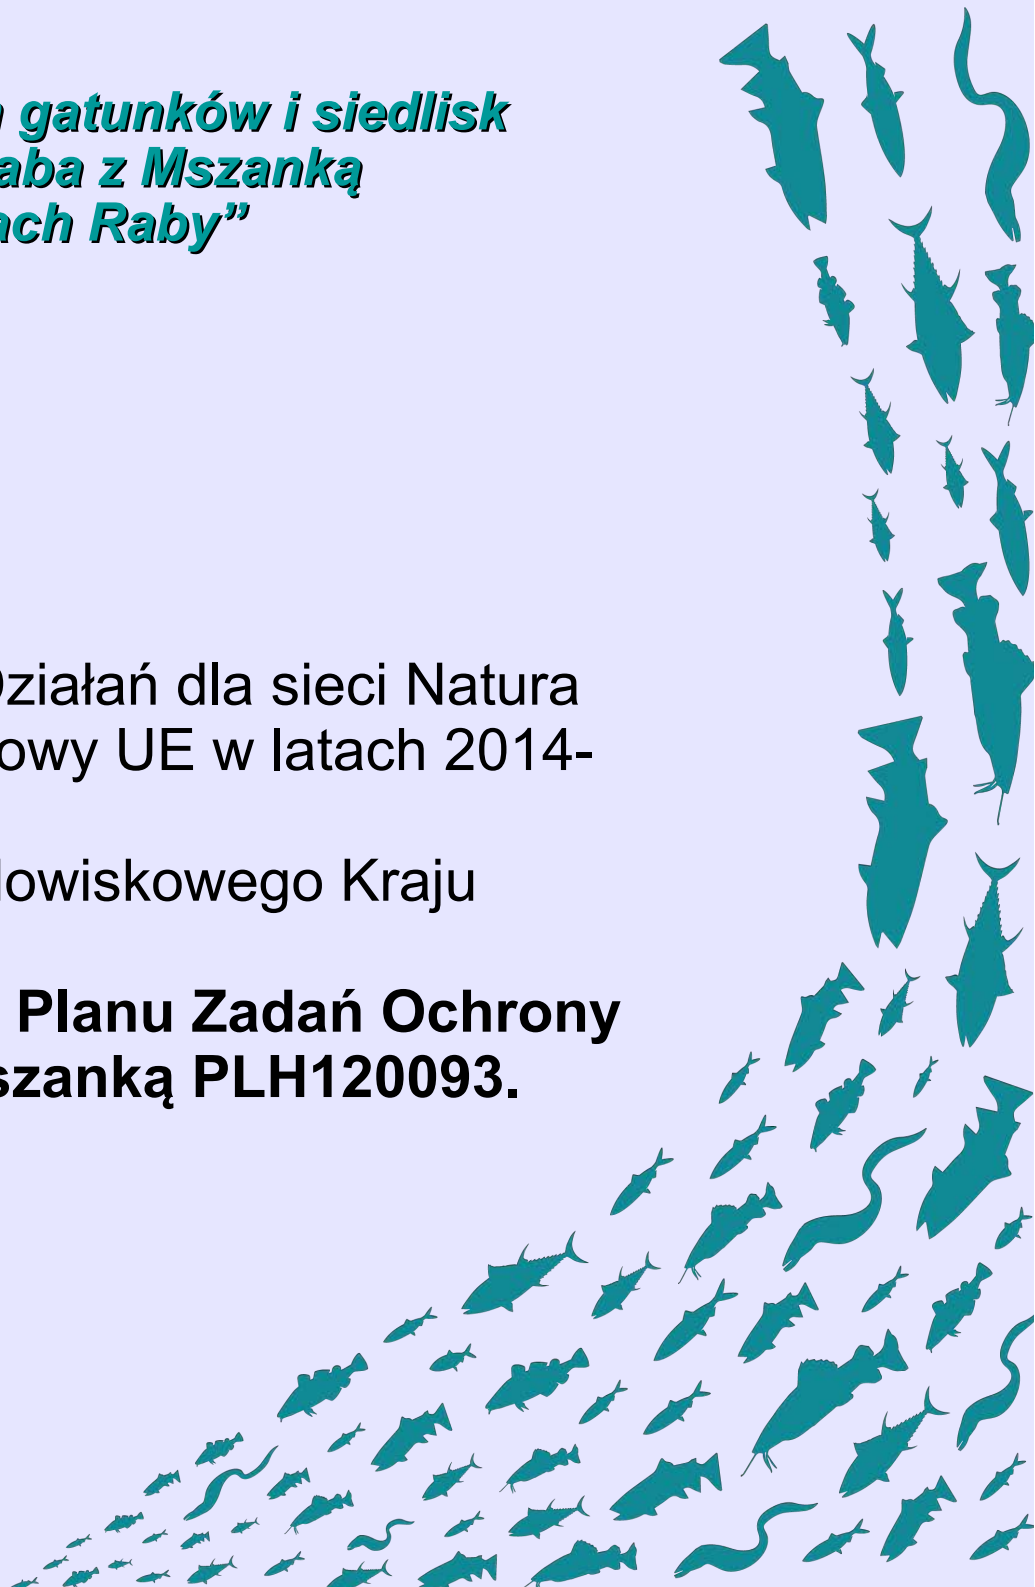 gatunków i siedlisk
aba z Mszanką
ach Raby”
Działań dla sieci Natura
owy UE w latach 2014-
lowiskowego Kraju
Planu Zadań Ochrony
szanką PLH120093.